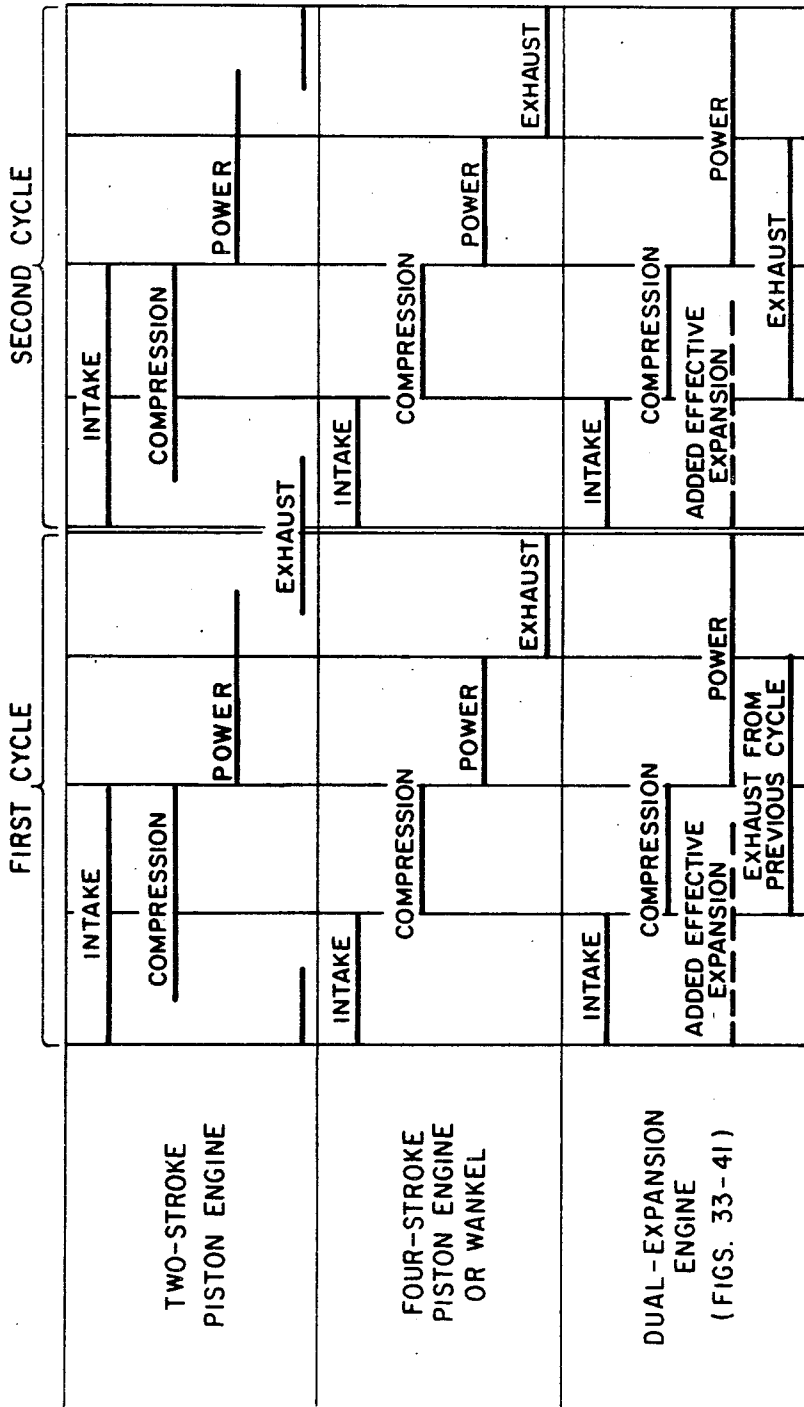 FIRST CYCLE
SECOND CYCLE
TWO-STROKE
PISTON ENGINE
INTAKE
COMPRESSION
POWER
EXHAUST
INTAKE
COMPRESSION
POWER
FOUR-STROKE
PISTON ENGINE
OR WANKEL
INTAKE
COMPRESSION
POWER
EXHAUST
INTAKE
COMPRESSION
POWER
EXHAUST
DUAL-EXPANSION
ENGINE
(FIGS. 33-41)
INTAKE
COMPRESSION
ADDED EFFECTIVE
EXPANSION
POWER
EXHAUST FROM
PREVIOUS CYCLE
INTAKE
COMPRESSION
ADDED EFFECTIVE
EXPANSION
POWER
EXHAUST